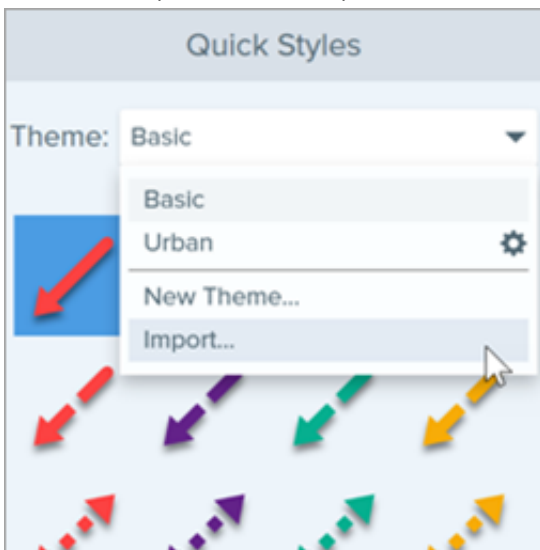 Quick Styles
Theme: Basic
Basic
Urban
New Theme...
Import...